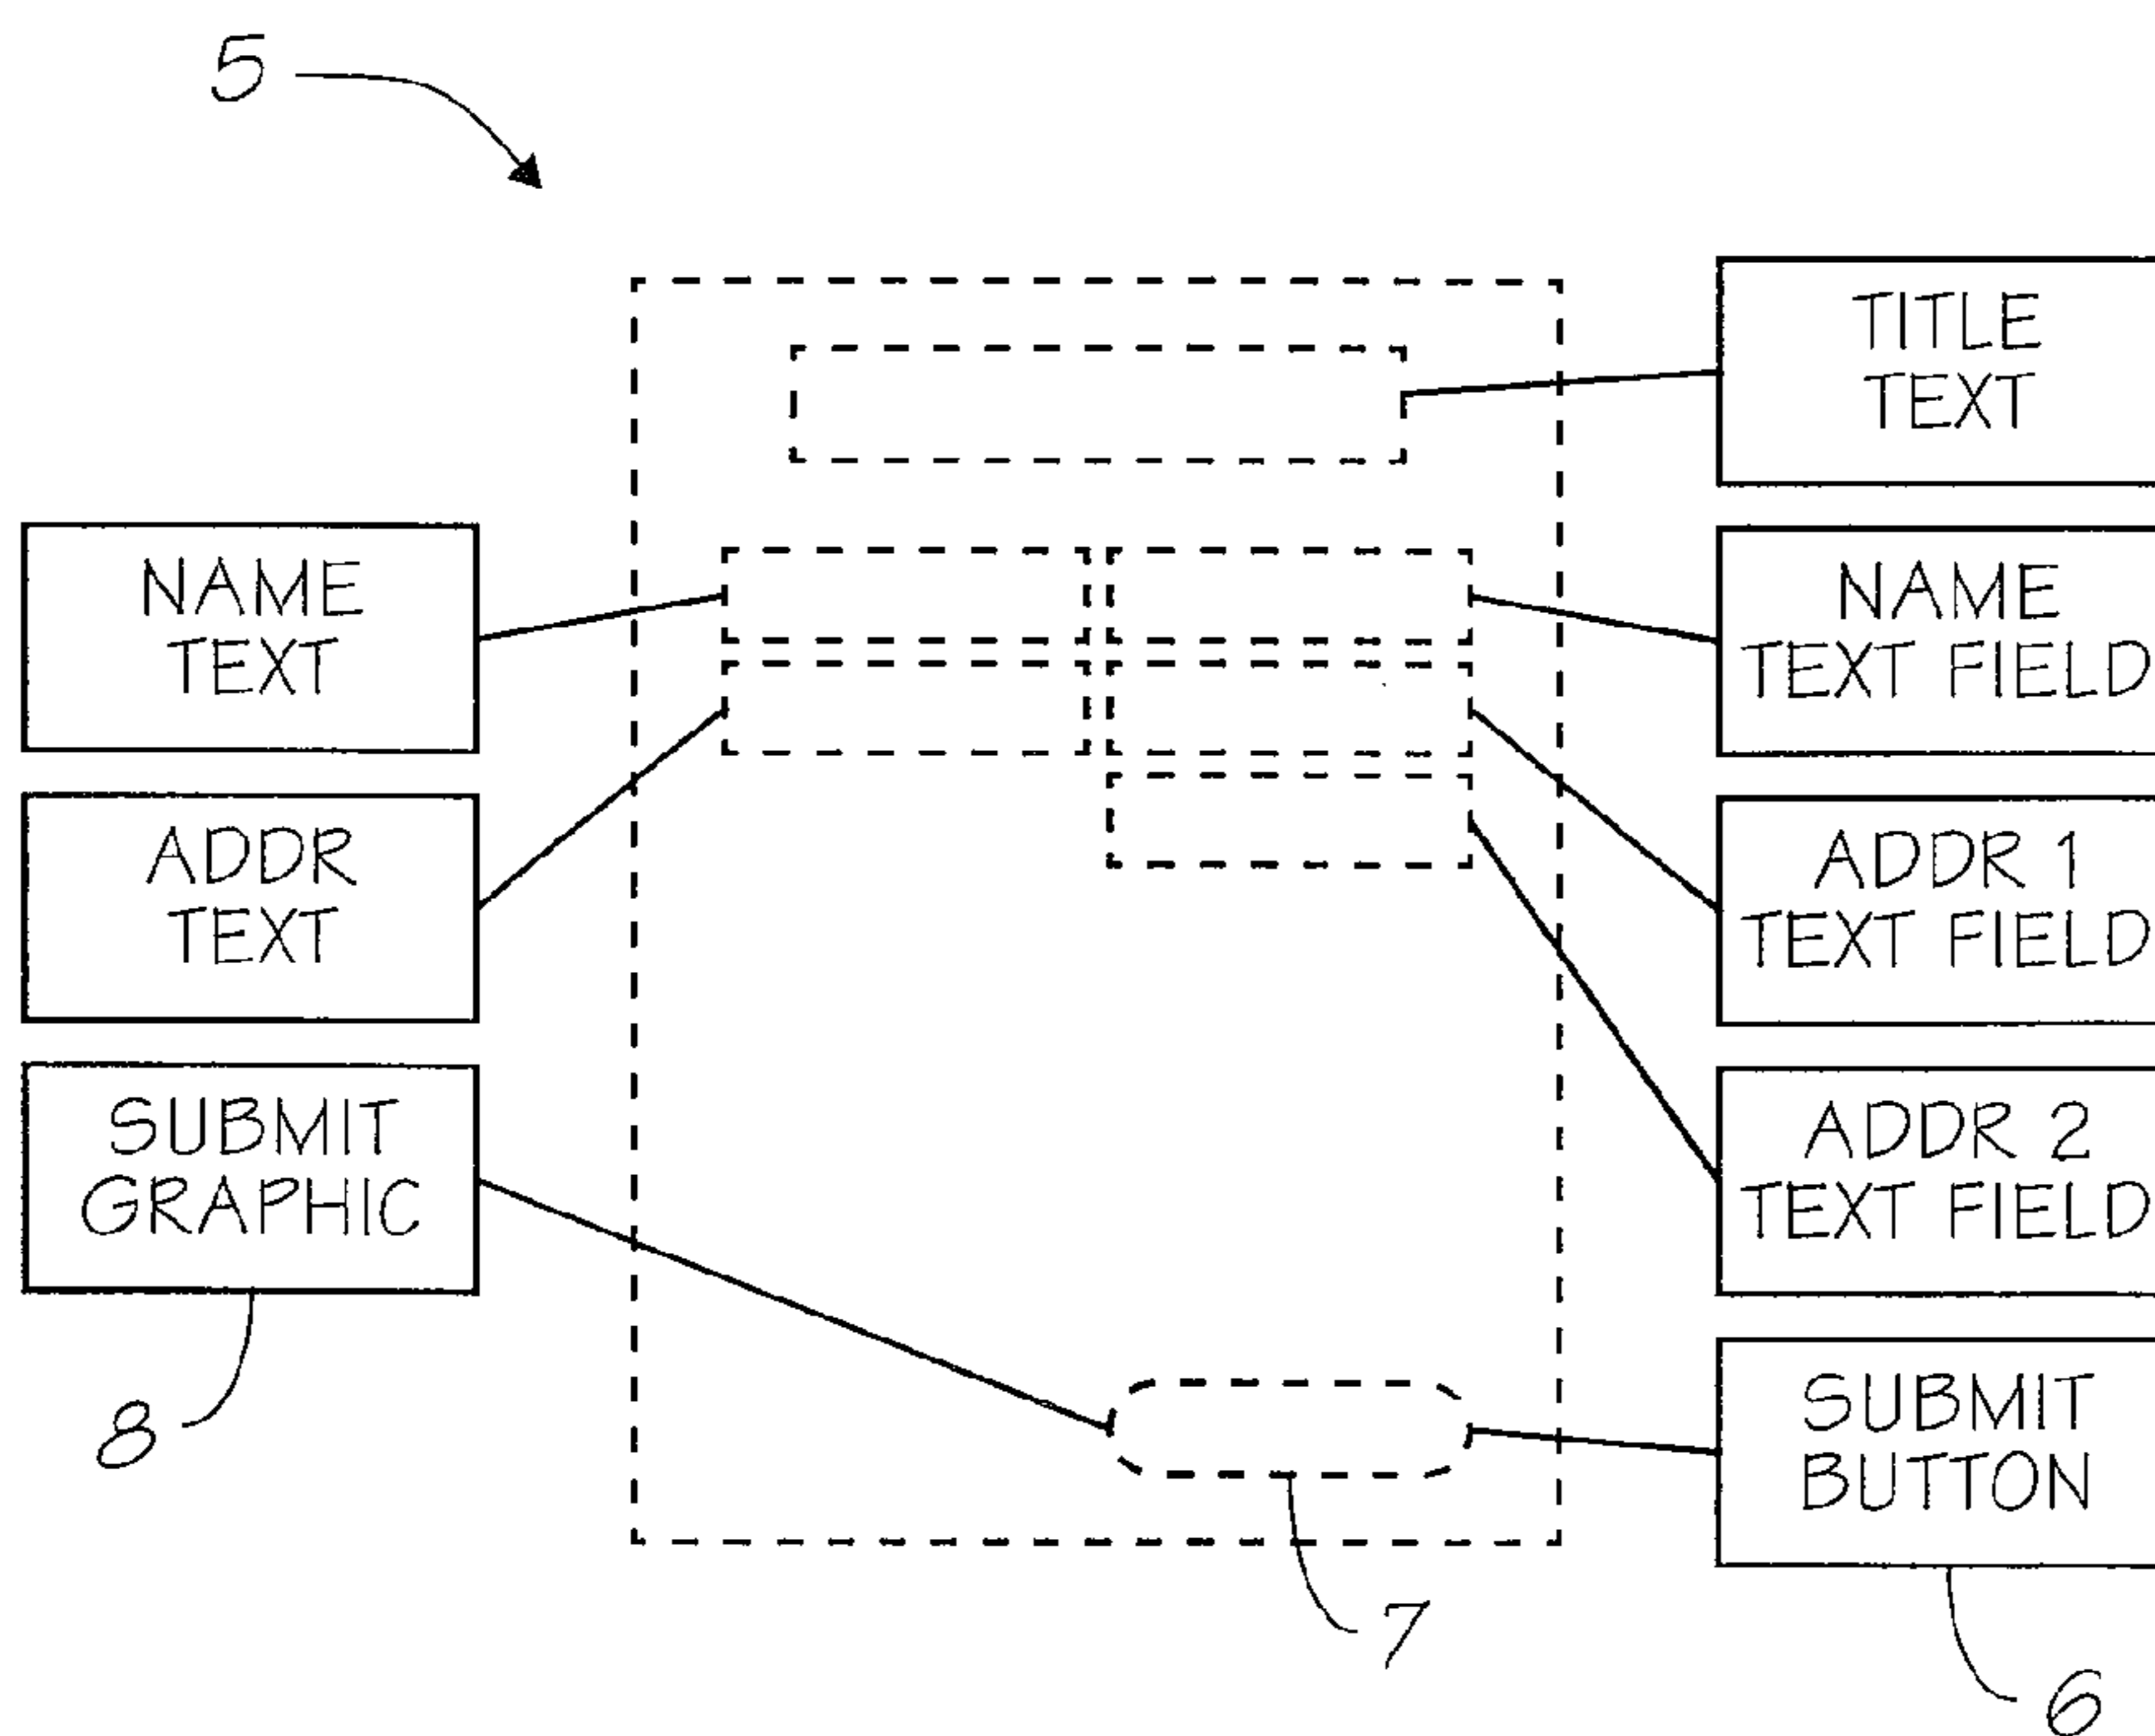 5
TITLE
TEXT
NAME
TEXT
NAME
TEXT FIELD
ADDR
TEXT
ADDR 1
TEXT FIELD
SUBMIT
GRAPHIC
ADDR 2
TEXT FIELD
8
SUBMIT
BUTTON
7
6